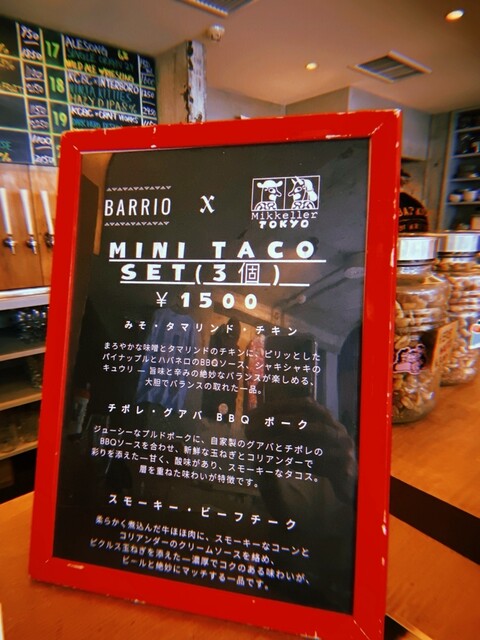 850
1350
17 ALESONG
WILD ALE
18 KCBC × INTERBORO
JAZZY DIPA 8%
19
BARRIO X Mikkeller
TOKYO
MINI TACO
SET(3個)
￥1500
みそ・タマリンド・チキン
まろやかな味噌とタマリンドのチキンに、ピリッとした
パイナップルとハバネロのBBQソース、シャキシャキの
キュウリ — 旨味と辛みの絶妙なバランスが楽しめる、
大胆でバランスの取れた一品。
チポレ・グアバ BBQ ポーク
ジューシーなプルドポークに、自家製のグアバとチポレの
BBQソースを合わせ、新鮮な玉ねぎとコリアンダーで
彩りを添えた—甘く、酸味があり、スモーキーなタコス。
層を重ねた味わいが特徴です。
スモーキー・ビーフチーク
柔らかく煮込んだ牛ほほ肉に、スモーキーなコーンと
コリアンダーのクリームソースを絡め、
ピクルス玉ねぎを添えた—濃厚でコクのある味わいが、
ビールと絶妙にマッチする一品です。